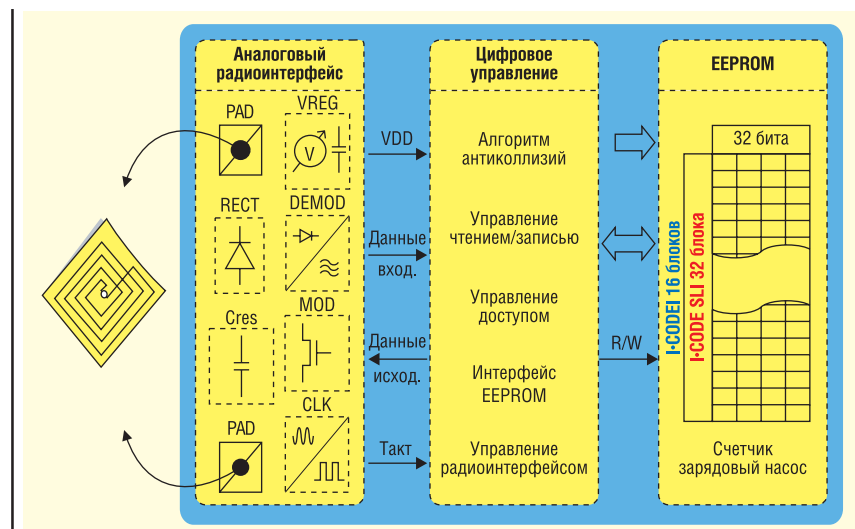 Аналоговый
радиоинтерфейс
PAD
VREG
V
RECT
DEMOD
Cres
MOD
CLK
PAD
VDD
Данные
вход.
Данные
исход.
Такт
Цифровое
управление
Алгоритм
антиколлизий
Управление
чтением/записью
Управление
доступом
Интерфейс
EEPROM
Управление
радиоинтерфейсом
R/W
EEPROM
32 бита
I•CODEI 16 блоков
I•CODE SLI 32 блока
Счетчик
зарядовый насос